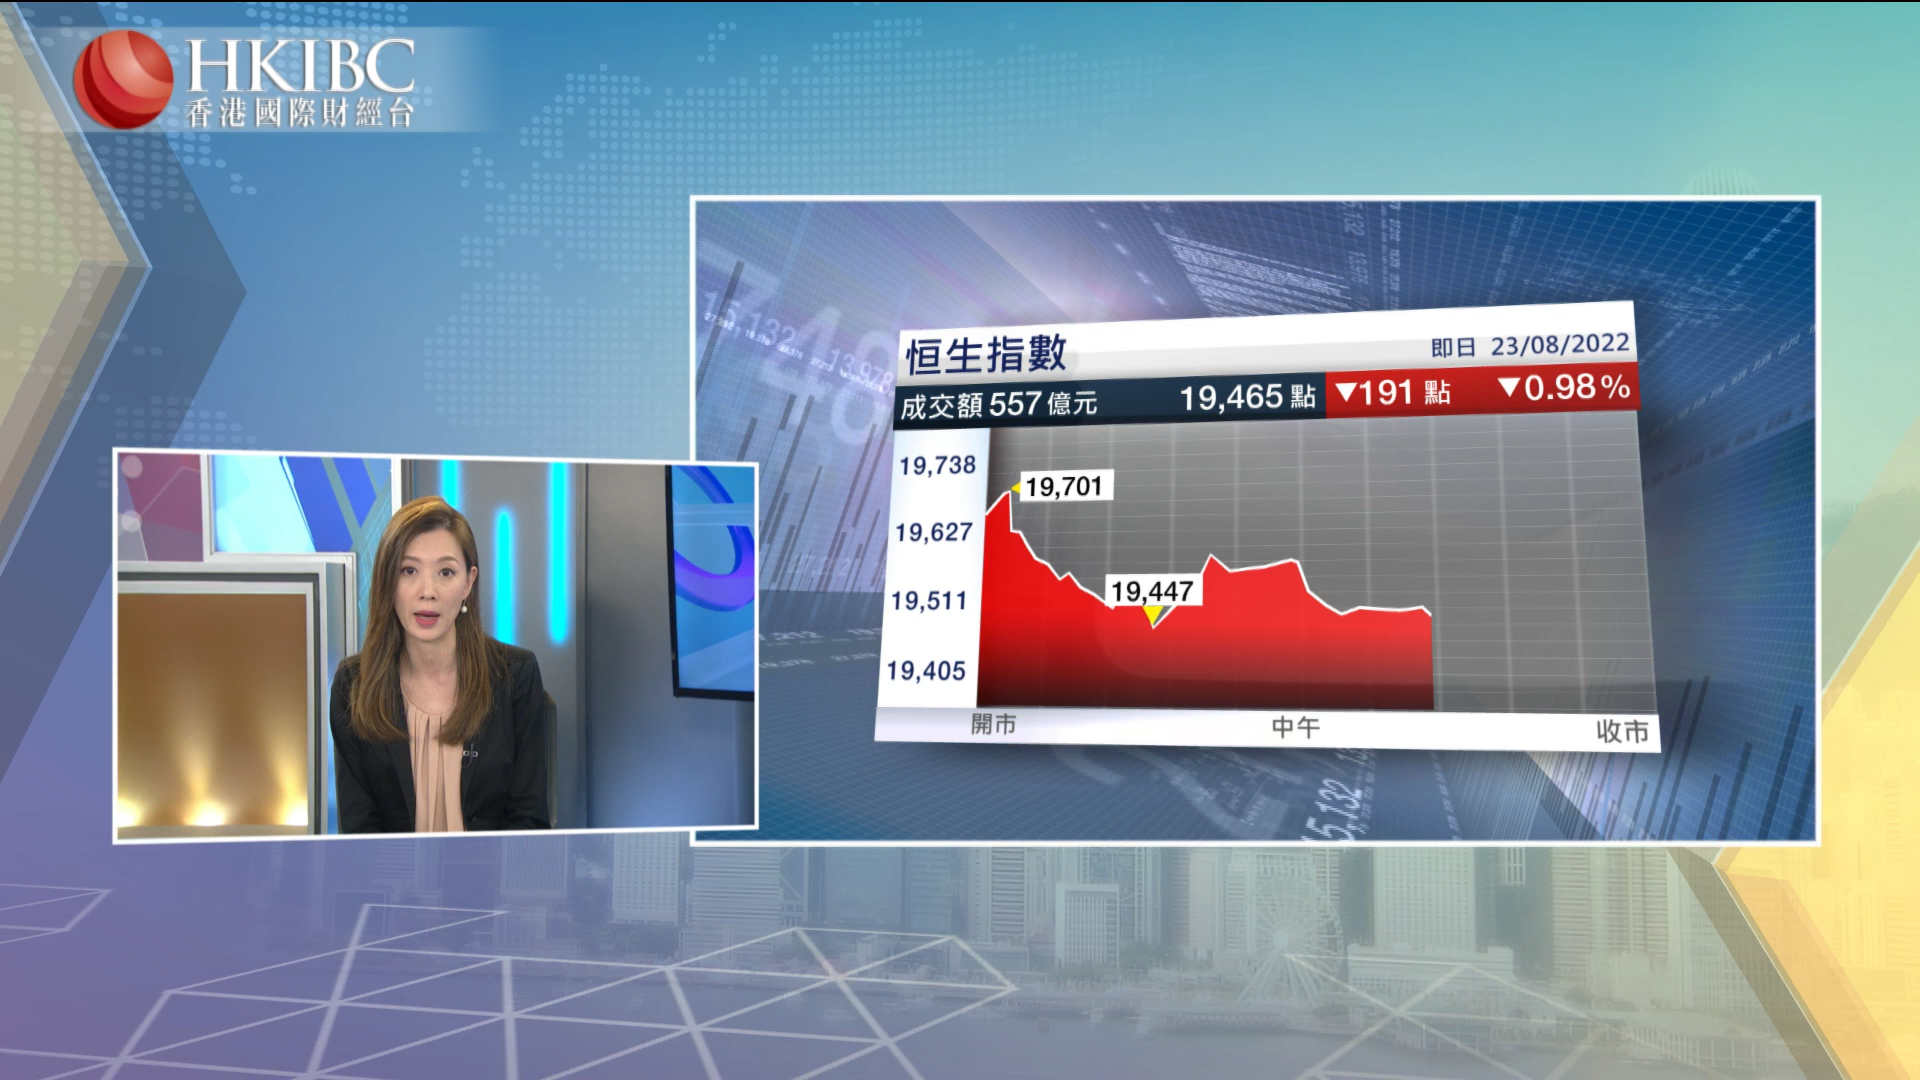 HKIBC
香港國際財經台
恒生指數
即日 23/08/2022
成交額 557 億元 19,465 點 ▼191 點 ▼0.98%
19,738
19,701
19,627
19,447
19,511
19,405
開市 中午 收市